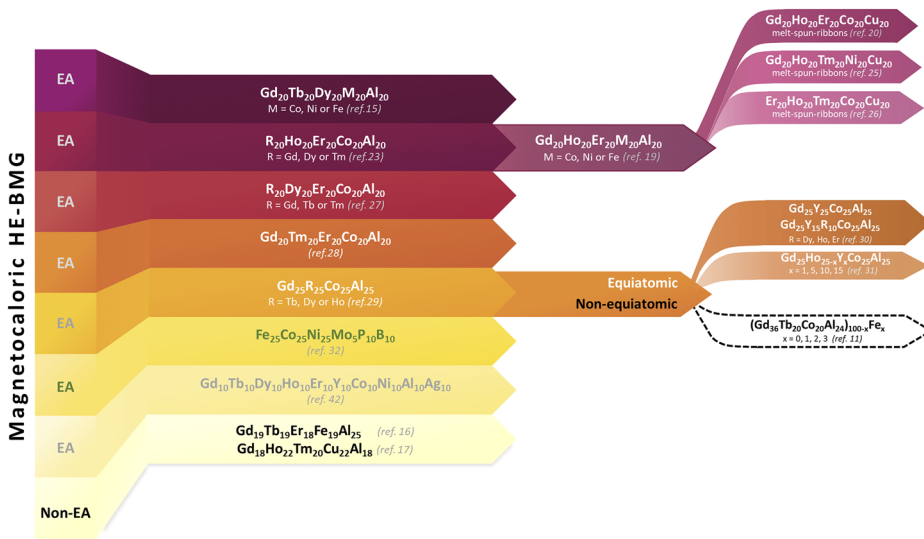 Magnetocaloric HE-BMG
EA
EA
EA
EA
EA
EA
EA
Non-EA
Gd20Tb20Dy20M20Al20
M = Co, Ni or Fe (ref.15)
R20Ho20Er20Co20Al20
R = Gd, Dy or Tm (ref.23)
R20Dy20Er20Co20Al20
R = Gd, Tb or Tm (ref.27)
Gd20Tm20Er20Co20Al20
(ref.28)
Gd25R25Co25Al25
R = Tb, Dy or Ho (ref.29)
Fe25Co25Ni25Mo5P10B10
(ref. 32)
Gd10Tb10Dy10Ho10Er10Y10Co10Ni10Al10Ag10
(ref. 42)
Gd19Tb19Er18Fe19Al25 (ref. 16)
Gd18Ho22Tm20Cu22Al18 (ref. 17)
Gd20Ho20Er20M20Al20
M = Co, Ni or Fe (ref. 19)
Equiatomic
Non-equiatomic
Gd20Ho20Er20Co20Cu20
melt-spun-ribbons (ref. 20)
Gd20Ho20Tm20Ni20Cu20
melt-spun-ribbons (ref. 25)
Er20Ho20Tm20Co20Cu20
melt-spun-ribbons (ref. 26)
Gd25Y25Co25Al25
Gd25Y15R10Co25Al25
R = Dy, Ho, Er (ref. 30)
Gd25Ho25-xYxCo25Al25
x = 1, 5, 10, 15 (ref. 31)
(Gd36Tb20Co20Al24)100-xFex
x = 0, 1, 2, 3 (ref. 11)